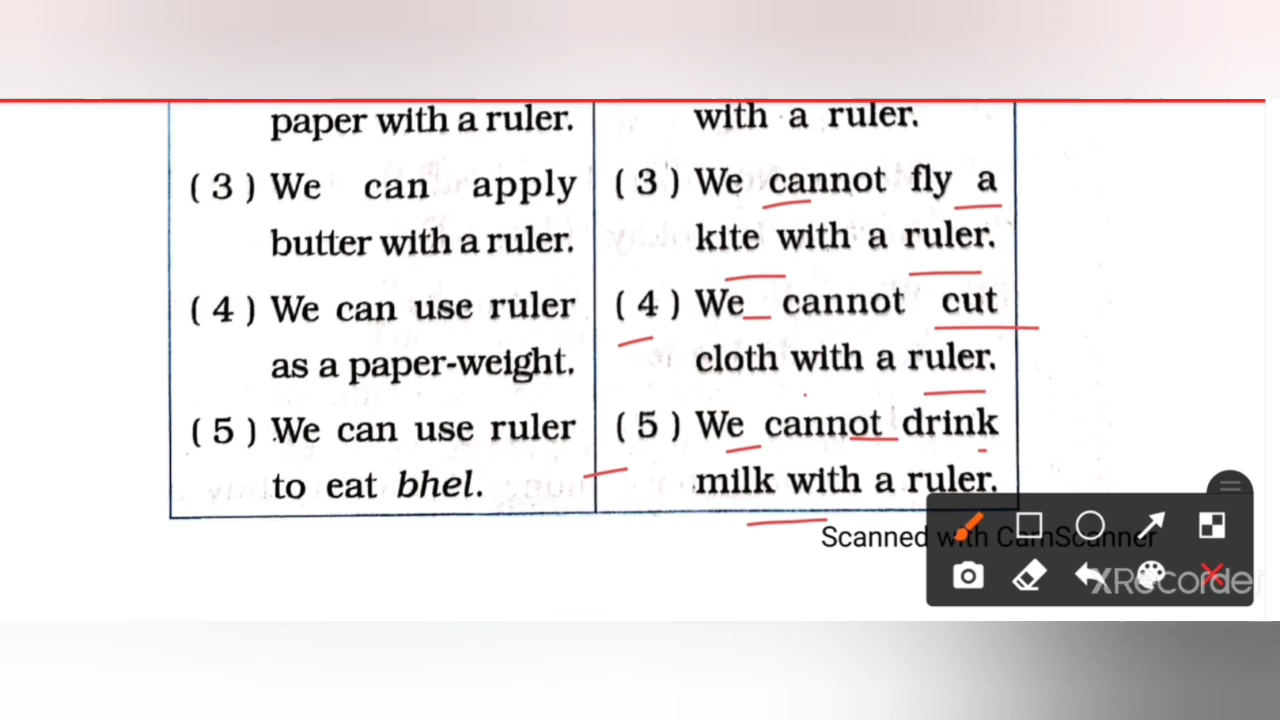 paper with a ruler.
( 3 ) We can apply
butter with a ruler.
( 4 ) We can use ruler
as a paper-weight.
( 5 ) We can use ruler
to eat bhel.
with a ruler.
( 3 ) We cannot fly a
kite with a ruler.
( 4 ) We cannot cut
cloth with a ruler.
( 5 ) We cannot drink
milk with a ruler.
Scanned with CamScanner
XRecorder